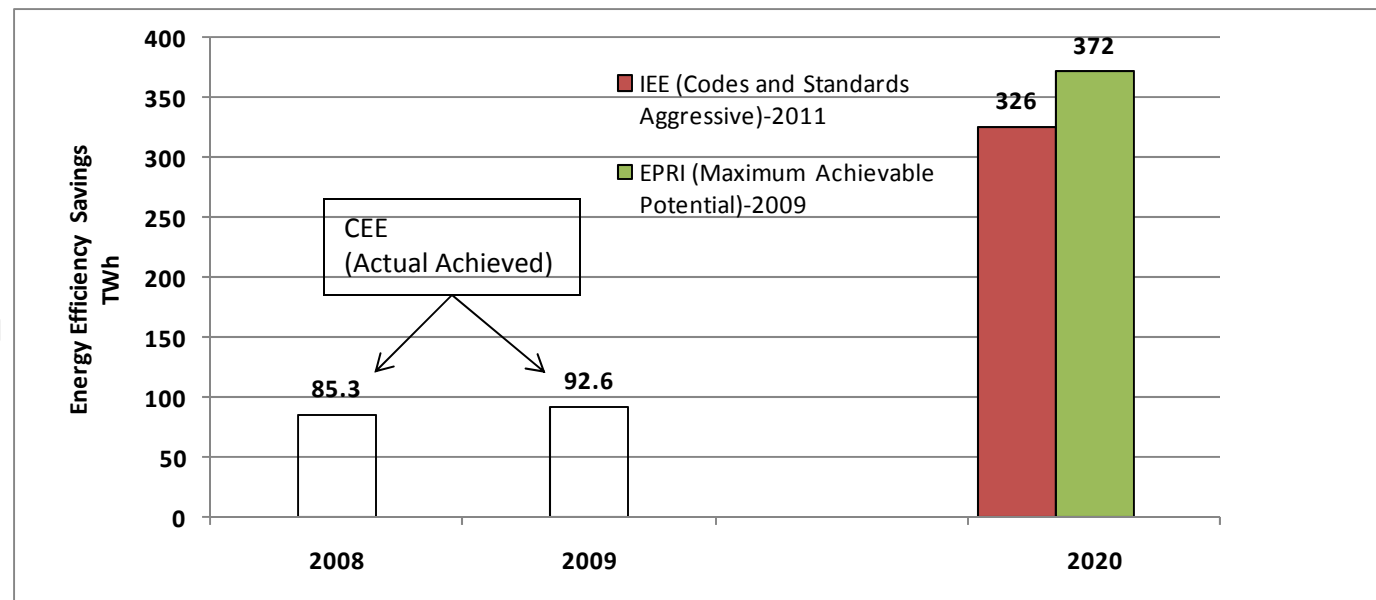 400
350
300
250
200
150
100
50
0
Energy Efficiency Savings
TWh
372
326
IEE (Codes and Standards
Aggressive)-2011
EPRI (Maximum Achievable
Potential)-2009
CEE
(Actual Achieved)
85.3
92.6
2008
2009
2020